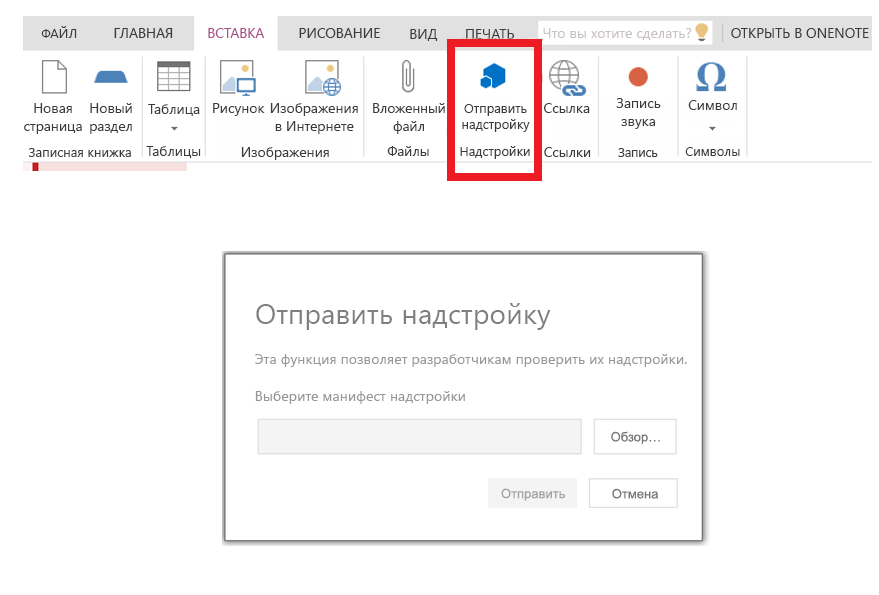 ФАЙЛ ГЛАВНАЯ ВСТАВКА РИСОВАНИЕ ВИД ПЕЧАТЬ Что вы хотите сделать? ОТКРЫТЬ В ONENOTE
Новая страница
Новый раздел
Записная книжка
Таблица
Таблицы
Рисунок
Изображения в Интернете
Изображения
Вложенный файл
Файлы
Отправить надстройку
Надстройки
Ссылка
Ссылки
Запись звука
Запись
Символ
Символы
Отправить надстройку
Эта функция позволяет разработчикам проверить их надстройки.
Выберите манифест надстройки
Обзор...
Отправить Отмена